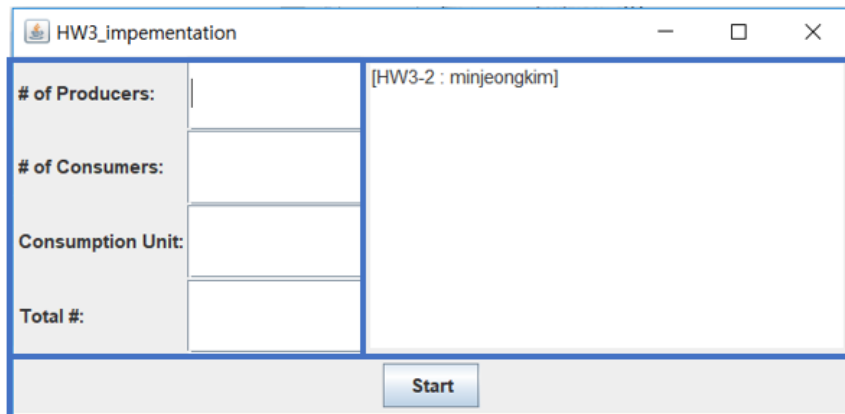 HW3_impementation
# of Producers:
[HW3-2 : minjeongkim]
# of Consumers:
Consumption Unit:
Total #:
Start